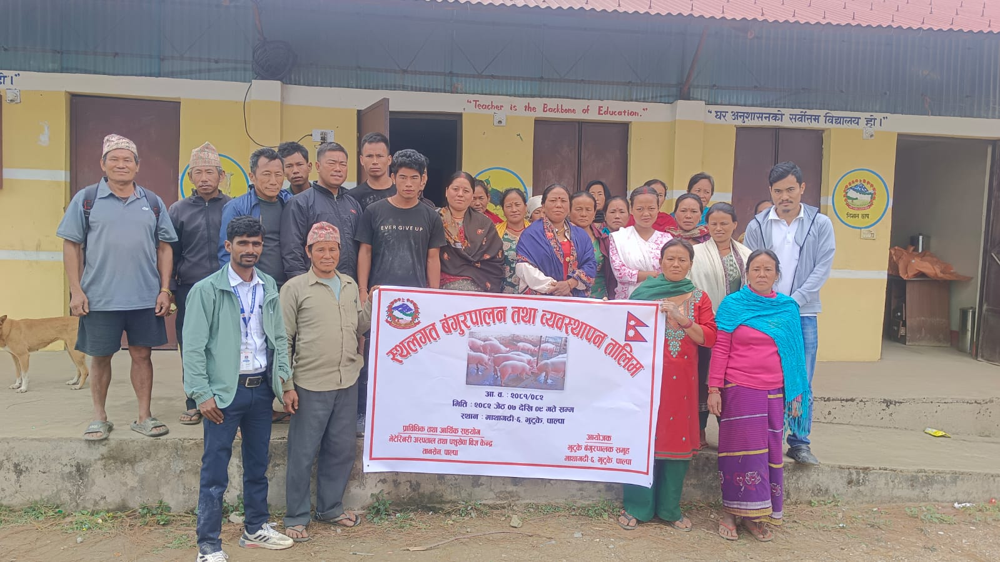 हो।”
“Teacher is the Backbone of Education.”
“घर अनुशासनको सर्वोत्तम विद्यालय हो।”
निशान छाप
EVER GIVE UP
स्थलगत बंगुरपालन तथा व्यवस्थापन तालिम
आ. व. : २०८१/०८२
मिति : २०८२ जेठ ०७ देखि ०९ गते सम्म
स्थान : माथागढी-६, भुटुके, पाल्पा
प्राविधिक तथा आर्थिक सहयोग
भेटेरिनरी अस्पताल तथा पशुसेवा बिज्ञ केन्द्र
तानसेन, पाल्पा
आयोजक
भुटुके बंगुरपालक समुह
माथागढी-६, भुटुके, पाल्पा